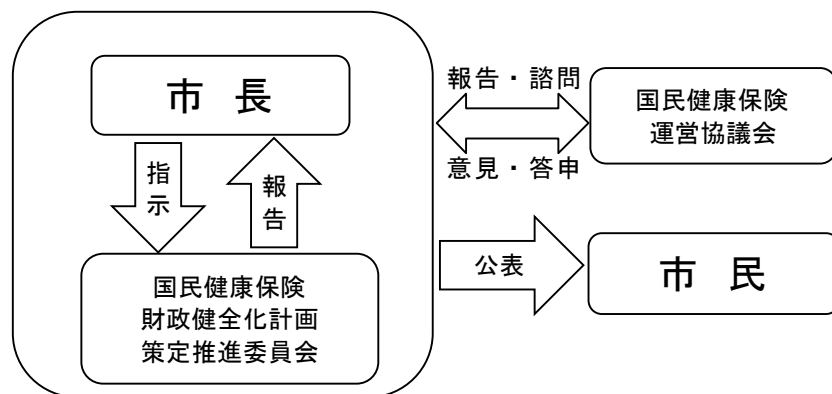 市 長
指示
報告
国民健康保険
財政健全化計画
策定推進委員会
報告・諮問
意見・答申
国民健康保険
運営協議会
公表
市 民